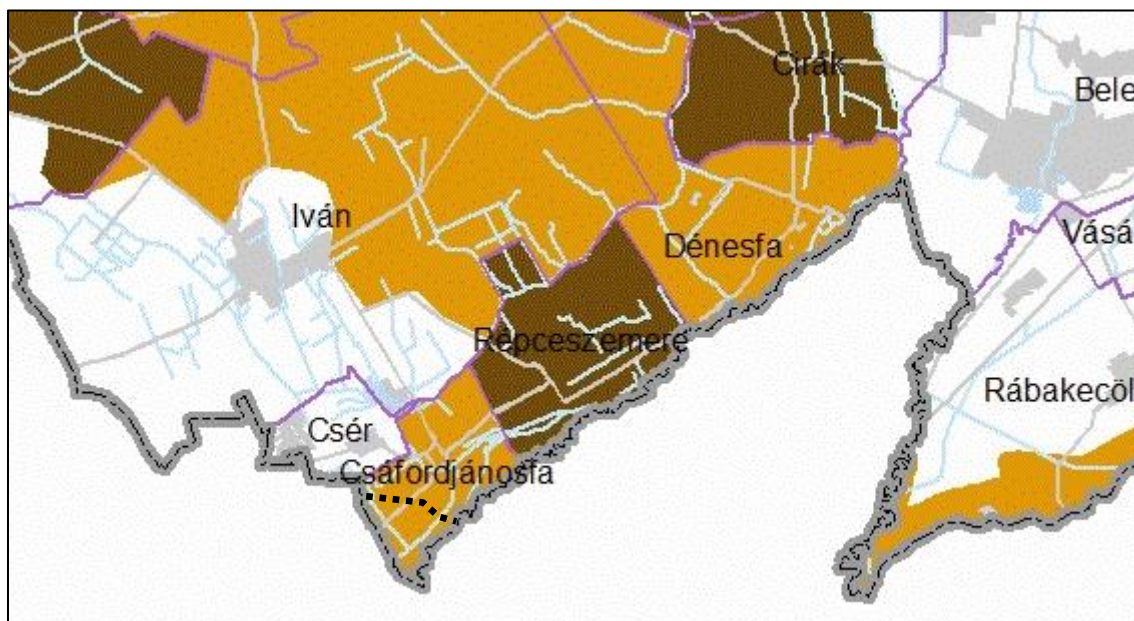 Cirák
Bele
Iván
Vásá
Dénesfa
Répceszemere
Rábakecöl
Csér
Csáfordjánosfa